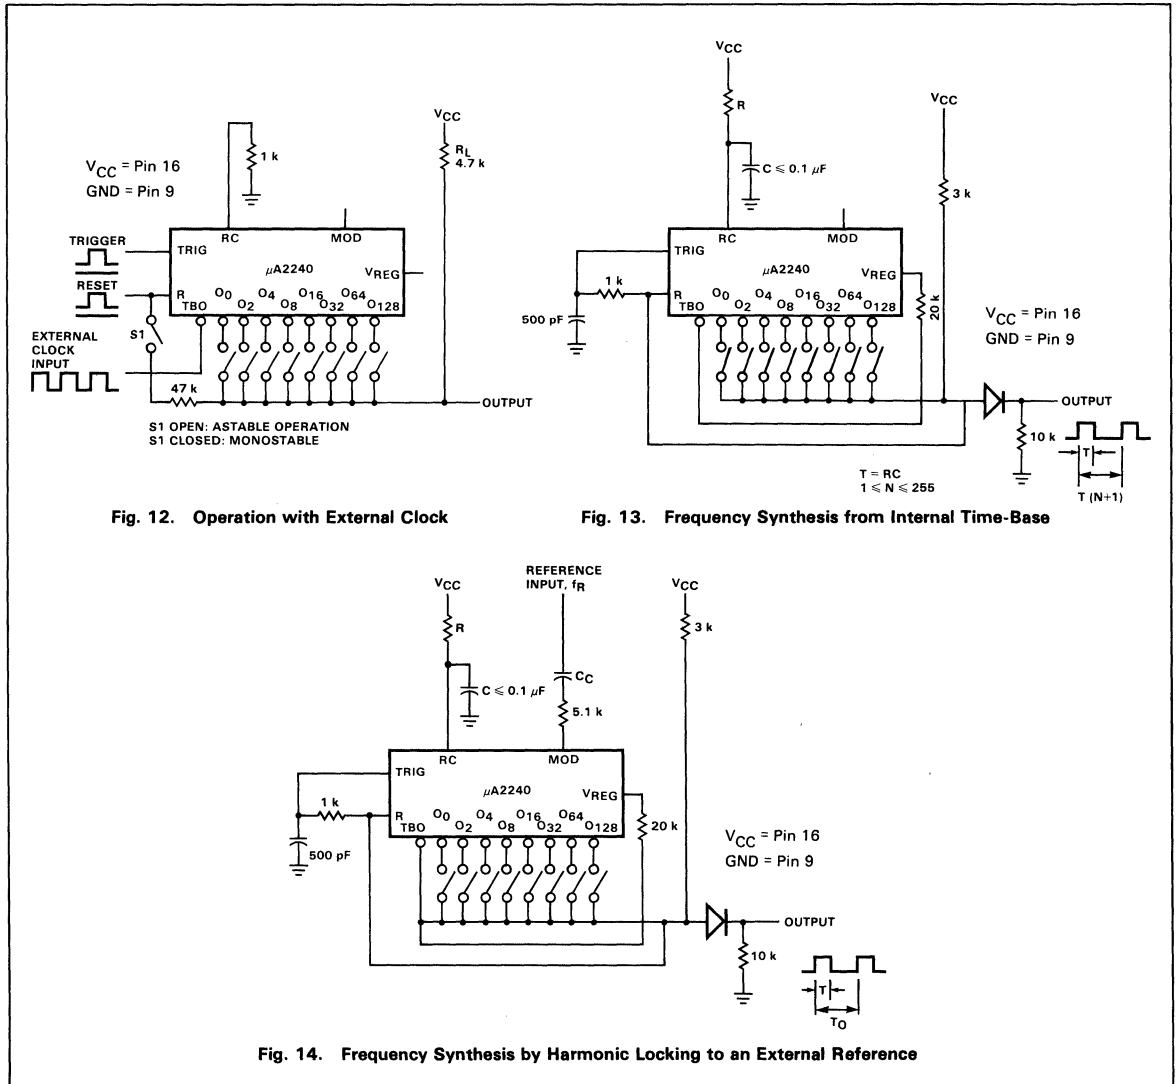 VCC = Pin 16
GND = Pin 9
1 k
VCC
RL
4.7 k
TRIGGER
RESET
TRIG
RC
MOD
μA2240
VREG
R
TBO
O0
O2
O4
O8
O16
O32
O64
O128
S1
EXTERNAL
CLOCK
INPUT
47 k
OUTPUT
S1 OPEN: ASTABLE OPERATION
S1 CLOSED: MONOSTABLE
Fig. 12. Operation with External Clock
VCC
R
C ⩽ 0.1 μF
VCC
3 k
TRIG
RC
MOD
μA2240
VREG
1 k
R
TBO
O0
O2
O4
O8
O16
O32
O64
O128
500 pF
20 k
VCC = Pin 16
GND = Pin 9
OUTPUT
10 k
T
T (N+1)
T = RC
1 ⩽ N ⩽ 255
Fig. 13. Frequency Synthesis from Internal Time-Base
VCC
R
C ⩽ 0.1 μF
REFERENCE
INPUT, fR
CC
5.1 k
VCC
3 k
TRIG
RC
MOD
μA2240
VREG
1 k
R
TBO
O0
O2
O4
O8
O16
O32
O64
O128
500 pF
20 k
VCC = Pin 16
GND = Pin 9
OUTPUT
10 k
T
TO
Fig. 14. Frequency Synthesis by Harmonic Locking to an External Reference